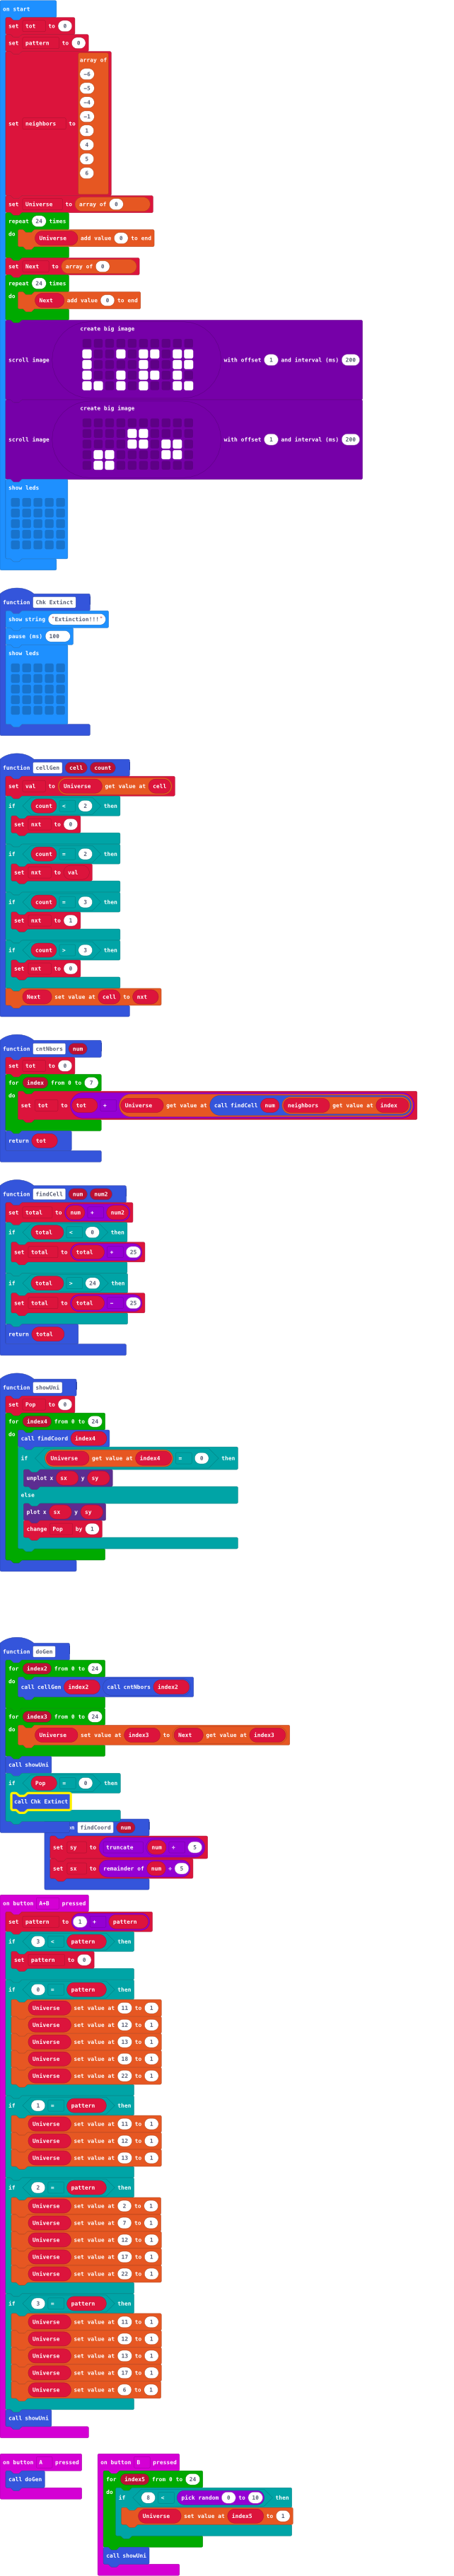 on start
set tot to 0
set pattern to 0
array of
-6
-5
-4
-1
set neighbors to
1
4
5
6
set Universe to array of 0
repeat 24 times
do Universe add value 0 to end
set Next to array of 0
repeat 24 times
do Next add value 0 to end
create big image
scroll image with offset 1 and interval (ms) 200
create big image
scroll image with offset 1 and interval (ms) 200
show leds
function Chk Extinct
show string "Extinction!!!"
pause (ms) 100
show leds
function cellGen cell count
set val to Universe get value at cell
if count < 2 then
set nxt to 0
if count = 2 then
set nxt to val
if count = 3 then
set nxt to 1
if count > 3 then
set nxt to 0
Next set value at cell to nxt
function cntNbors num
set tot to 0
for index from 0 to 7
do set tot to tot + Universe get value at call findCell num neighbors get value at index
return tot
function findCell num num2
set total to num + num2
if total < 0 then
set total to total + 25
if total > 24 then
set total to total - 25
return total
function showUni
set Pop to 0
for index4 from 0 to 24
do call findCoord index4
if Universe get value at index4 = 0 then
unplot x sx y sy
else
plot x sx y sy
change Pop by 1
function doGen
for index2 from 0 to 24
do call cellGen index2 call cntNbors index2
for index3 from 0 to 24
do Universe set value at index3 to Next get value at index3
call showUni
if Pop = 0 then
call Chk Extinct
findCoord num
set sy to truncate num ÷ 5
set sx to remainder of num ÷ 5
on button A+B pressed
set pattern to 1 + pattern
if 3 < pattern then
set pattern to 0
if 0 = pattern then
Universe set value at 11 to 1
Universe set value at 12 to 1
Universe set value at 13 to 1
Universe set value at 18 to 1
Universe set value at 22 to 1
if 1 = pattern then
Universe set value at 11 to 1
Universe set value at 12 to 1
Universe set value at 13 to 1
if 2 = pattern then
Universe set value at 2 to 1
Universe set value at 7 to 1
Universe set value at 12 to 1
Universe set value at 17 to 1
Universe set value at 22 to 1
if 3 = pattern then
Universe set value at 11 to 1
Universe set value at 12 to 1
Universe set value at 13 to 1
Universe set value at 17 to 1
Universe set value at 6 to 1
call showUni
on button A pressed
call doGen
on button B pressed
for index5 from 0 to 24
do if 8 < pick random 0 to 10 then
Universe set value at index5 to 1
call showUni